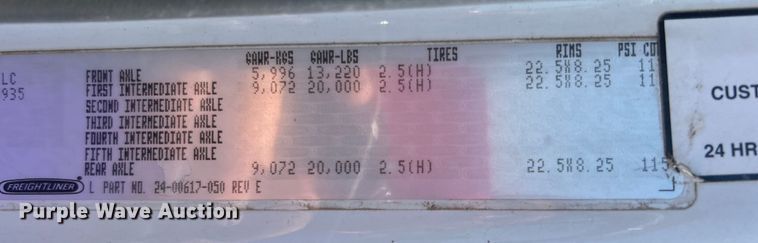 GAWR-KGS GAWR-LBS TIRES RIMS PSI CO
LC FRONT AXLE 5,996 13,220 2.5(H) 22.5X8.25 11
935 FIRST INTERMEDIATE AXLE 9,072 20,000 2.5(H) 22.5X8.25 11
SECOND INTERMEDIATE AXLE
THIRD INTERMEDIATE AXLE
FOURTH INTERMEDIATE AXLE
FIFTH INTERMEDIATE AXLE
REAR AXLE 9,072 20,000 2.5(H) 22.5X8.25 115
FREIGHTLINER L PART NO. 24-00617-050 REV E
CUST
24 HR
Purple Wave Auction